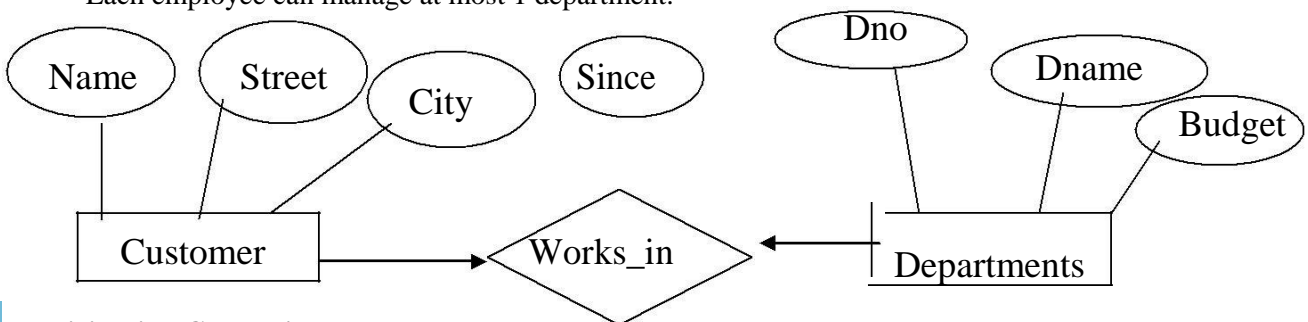 Each employee can manage at most 1 department.
Name
Street
City
Since
Dno
Dname
Budget
Customer
Works_in
Departments